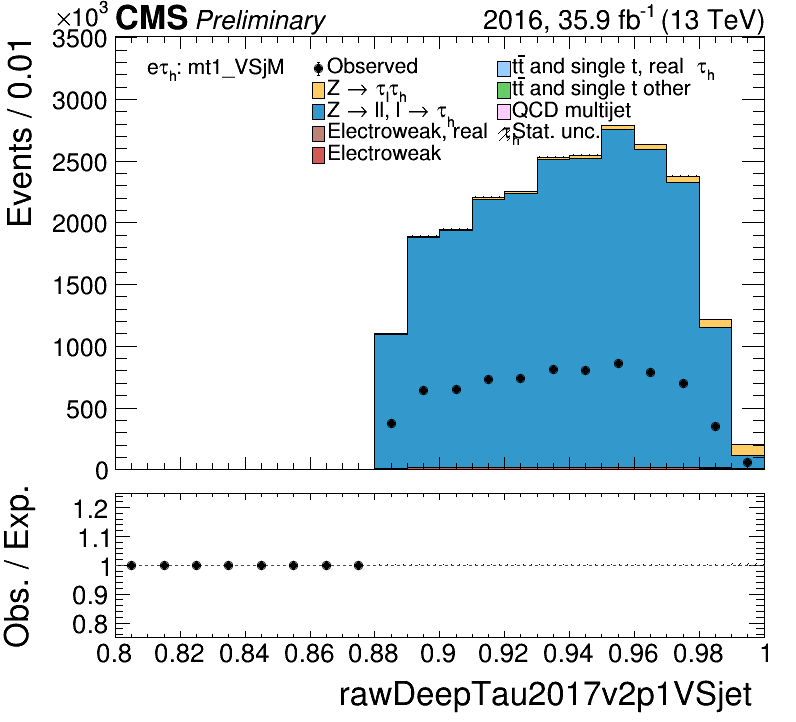 ×10³ CMS Preliminary 2016, 35.9 fb⁻¹ (13 TeV)
Events / 0.01
3500
3000
2500
2000
1500
1000
500
0
eτₕ: mt1_VSjM
Observed
Z → τₗτₕ
Z → ll, l → τₕ
Electroweak, real τₕ
Electroweak
tt̄ and single t, real τₕ
tt̄ and single t other
QCD multijet
Stat. unc.
Obs. / Exp.
1.2
1.1
1
0.9
0.8
0.8 0.82 0.84 0.86 0.88 0.9 0.92 0.94 0.96 0.98 1
rawDeepTau2017v2p1VSjet